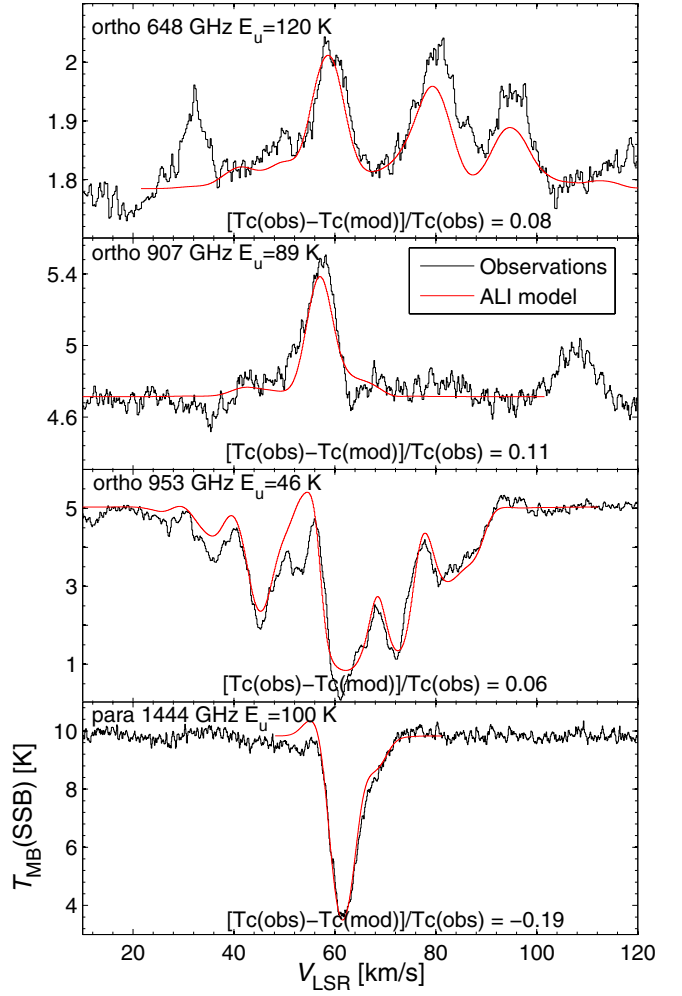 ortho 648 GHz E_u=120 K
2
1.9
1.8
[Tc(obs)−Tc(mod)]/Tc(obs) = 0.08
ortho 907 GHz E_u=89 K
5.4
Observations
ALI model
5
4.6
[Tc(obs)−Tc(mod)]/Tc(obs) = 0.11
ortho 953 GHz E_u=46 K
5
3
1
[Tc(obs)−Tc(mod)]/Tc(obs) = 0.06
para 1444 GHz E_u=100 K
10
8
6
4
T_MB(SSB) [K]
[Tc(obs)−Tc(mod)]/Tc(obs) = −0.19
20 40 60 80 100 120
V_LSR [km/s]